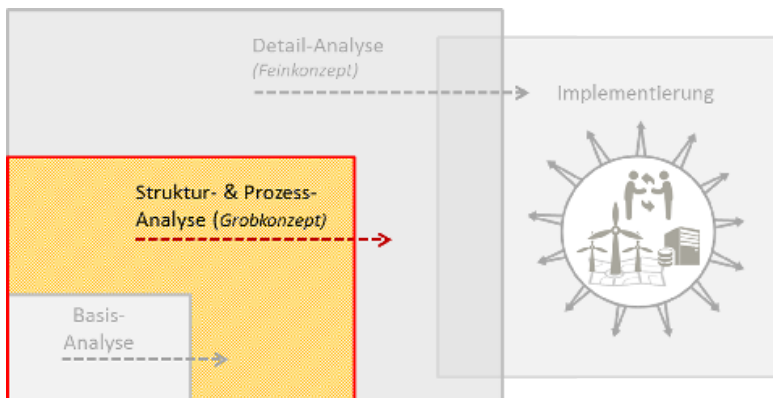 Detail-Analyse
(Feinkonzept)
Implementierung
Struktur- & Prozess-
Analyse (Grobkonzept)
Basis-
Analyse